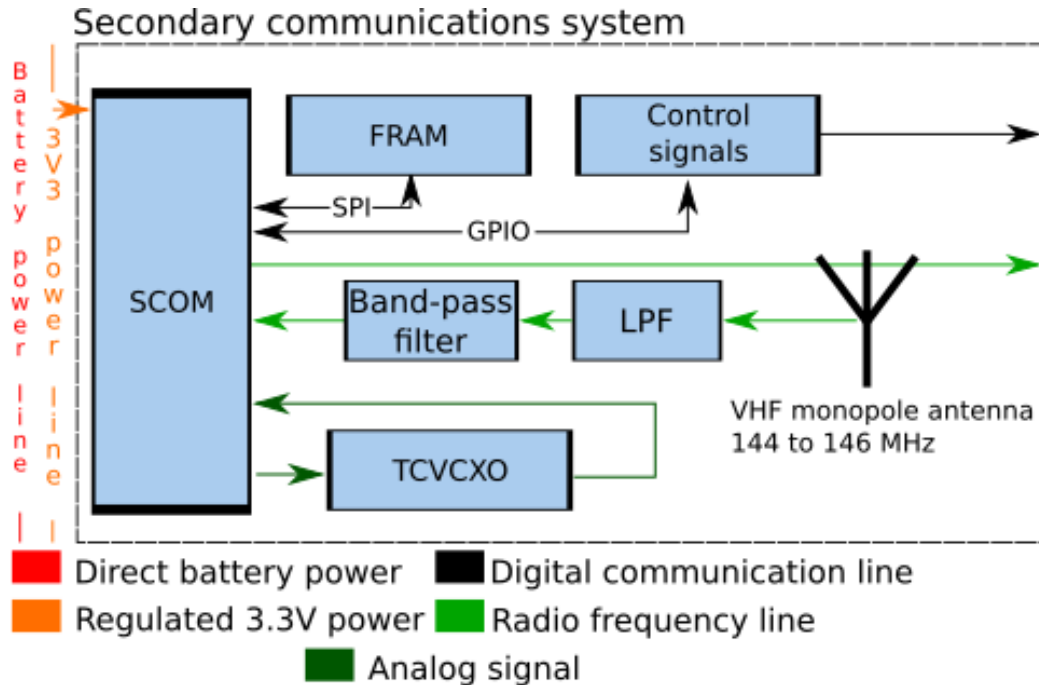 Secondary communications system
Battery power line
3V3 power line
SCOM
FRAM
Control
signals
SPI
GPIO
Band-pass
filter
LPF
VHF monopole antenna
144 to 146 MHz
TCVCXO
Direct battery power
Digital communication line
Regulated 3.3V power
Radio frequency line
Analog signal